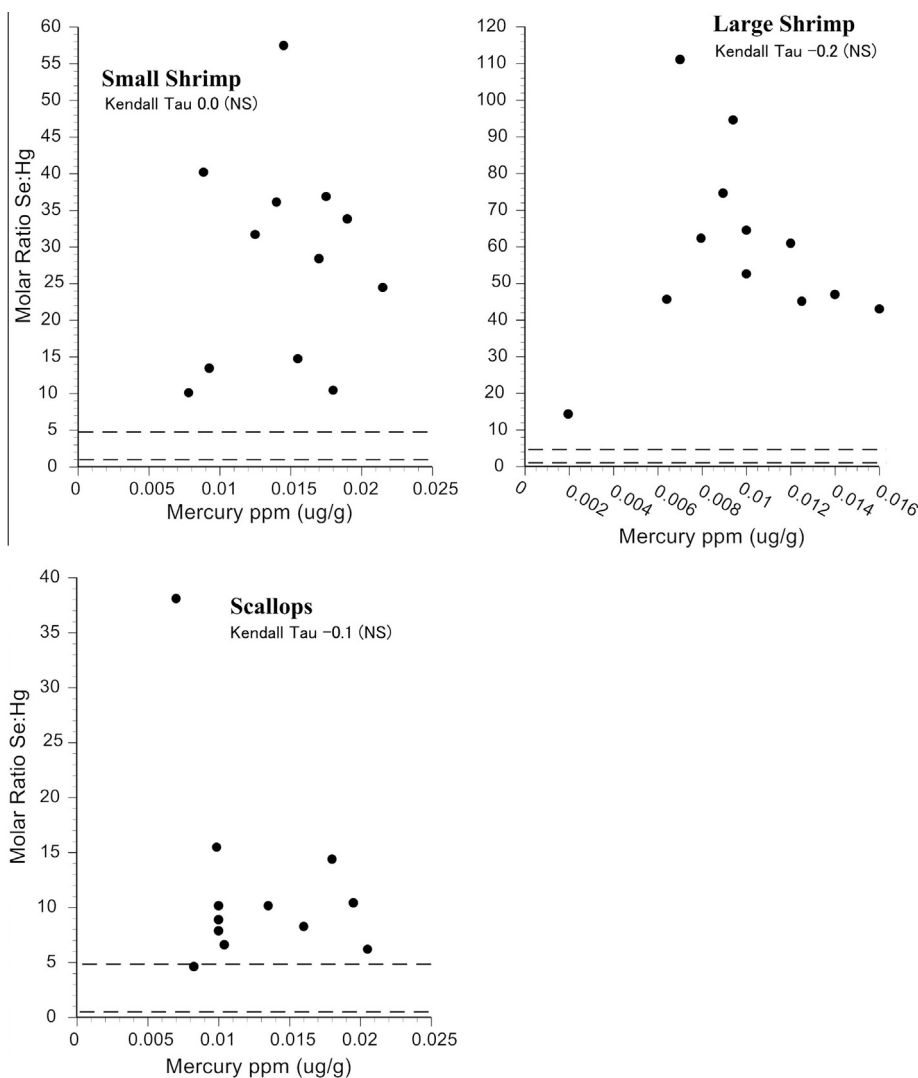 Small Shrimp
Kendall Tau 0.0 (NS)
Molar Ratio Se:Hg
60
55
50
45
40
35
30
25
20
15
10
5
0
0 0.005 0.01 0.015 0.02 0.025
Mercury ppm (ug/g)
Large Shrimp
Kendall Tau −0.2 (NS)
120
110
100
90
80
70
60
50
40
30
20
10
0
0 0.002 0.004 0.006 0.008 0.01 0.012 0.014 0.016
Mercury ppm (ug/g)
Scallops
Kendall Tau −0.1 (NS)
Molar Ratio Se:Hg
40
35
30
25
20
15
10
5
0
0 0.005 0.01 0.015 0.02 0.025
Mercury ppm (ug/g)